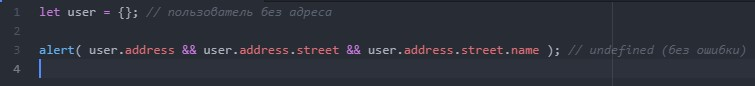 1 let user = {}; // пользователь без адреса
2
3 alert( user.address && user.address.street && user.address.street.name ); // undefined (без ошибки)
4